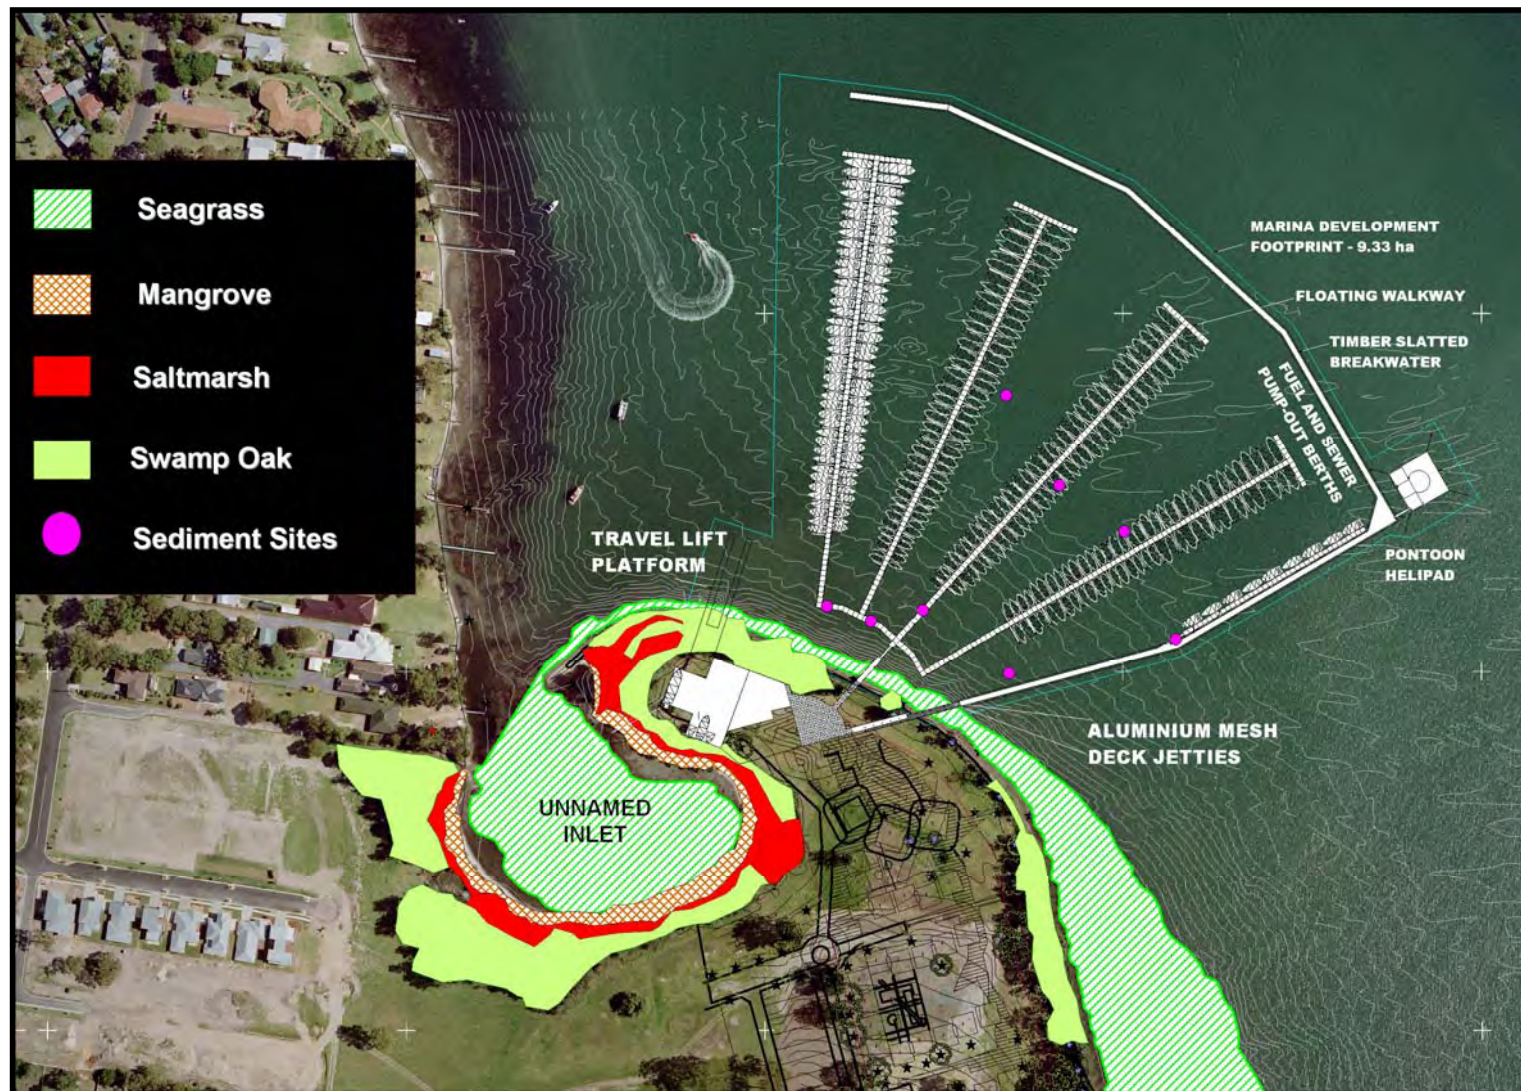 Seagrass
Mangrove
Saltmarsh
Swamp Oak
Sediment Sites
MARINA DEVELOPMENT
FOOTPRINT - 9.33 ha
FLOATING WALKWAY
TIMBER SLATTED
BREAKWATER
FUEL AND SEWER
PUMP-OUT BERTHS
PONTOON
HELIPAD
TRAVEL LIFT
PLATFORM
ALUMINIUM MESH
DECK JETTIES
UNNAMED
INLET